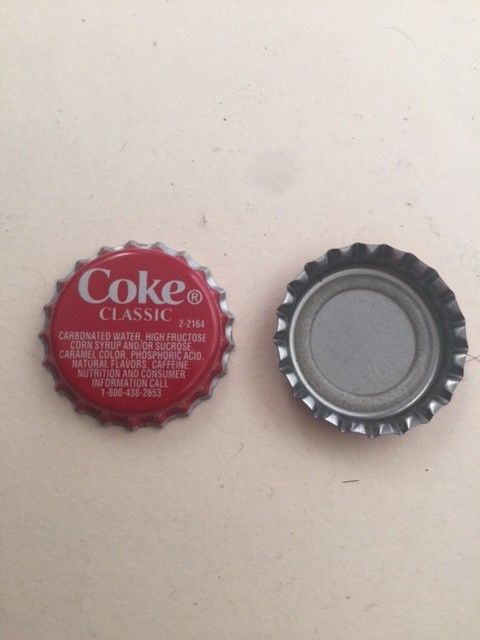 Coke®
CLASSIC
2-2164
CARBONATED WATER, HIGH FRUCTOSE
CORN SYRUP AND/OR SUCROSE,
CARAMEL COLOR, PHOSPHORIC ACID,
NATURAL FLAVORS, CAFFEINE
NUTRITION AND CONSUMER
INFORMATION CALL
1-800-438-2653